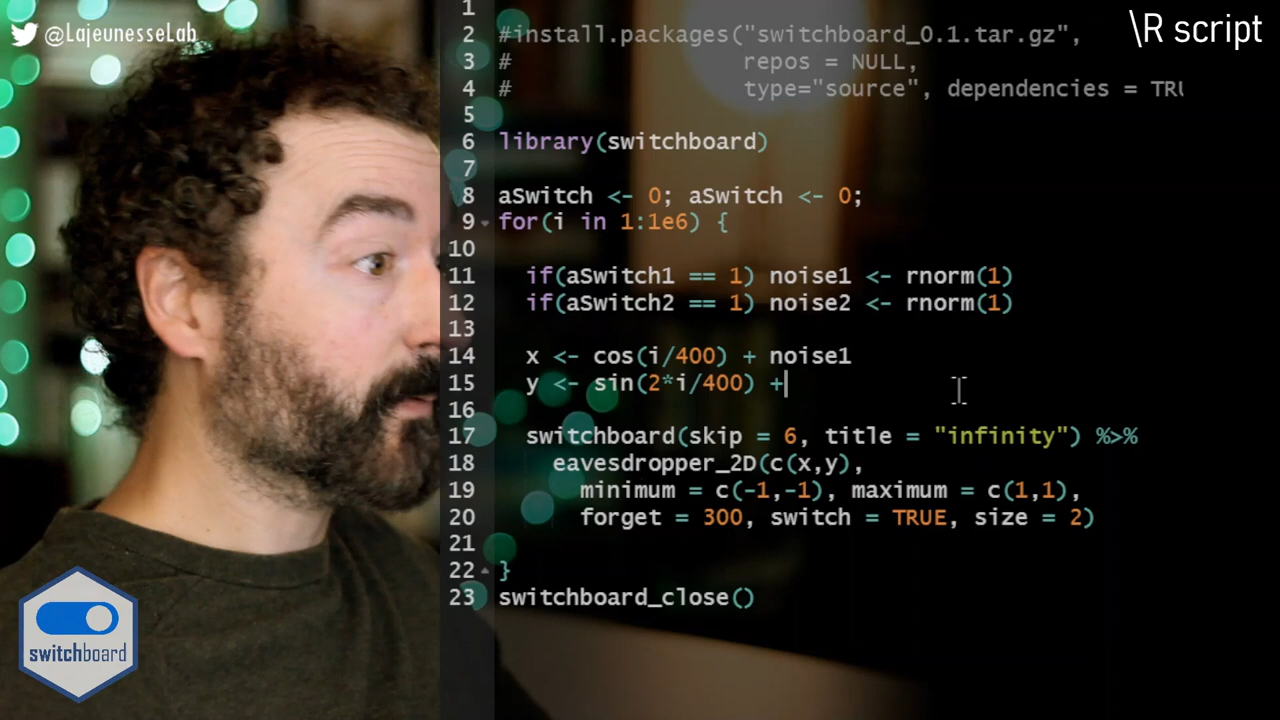 @LajeunesseLab
\R script
1
2 #install.packages("switchboard_0.1.tar.gz",
3 # repos = NULL,
4 # type="source", dependencies = TRU
5
6 library(switchboard)
7
8 aSwitch <- 0; aSwitch <- 0;
9 for(i in 1:1e6) {
10
11 if(aSwitch1 == 1) noise1 <- rnorm(1)
12 if(aSwitch2 == 1) noise2 <- rnorm(1)
13
14 x <- cos(i/400) + noise1
15 y <- sin(2*i/400) +
16
17 switchboard(skip = 6, title = "infinity") %>%
18 eavesdropper_2D(c(x,y),
19 minimum = c(-1,-1), maximum = c(1,1),
20 forget = 300, switch = TRUE, size = 2)
21
22 }
23 switchboard_close()
switchboard